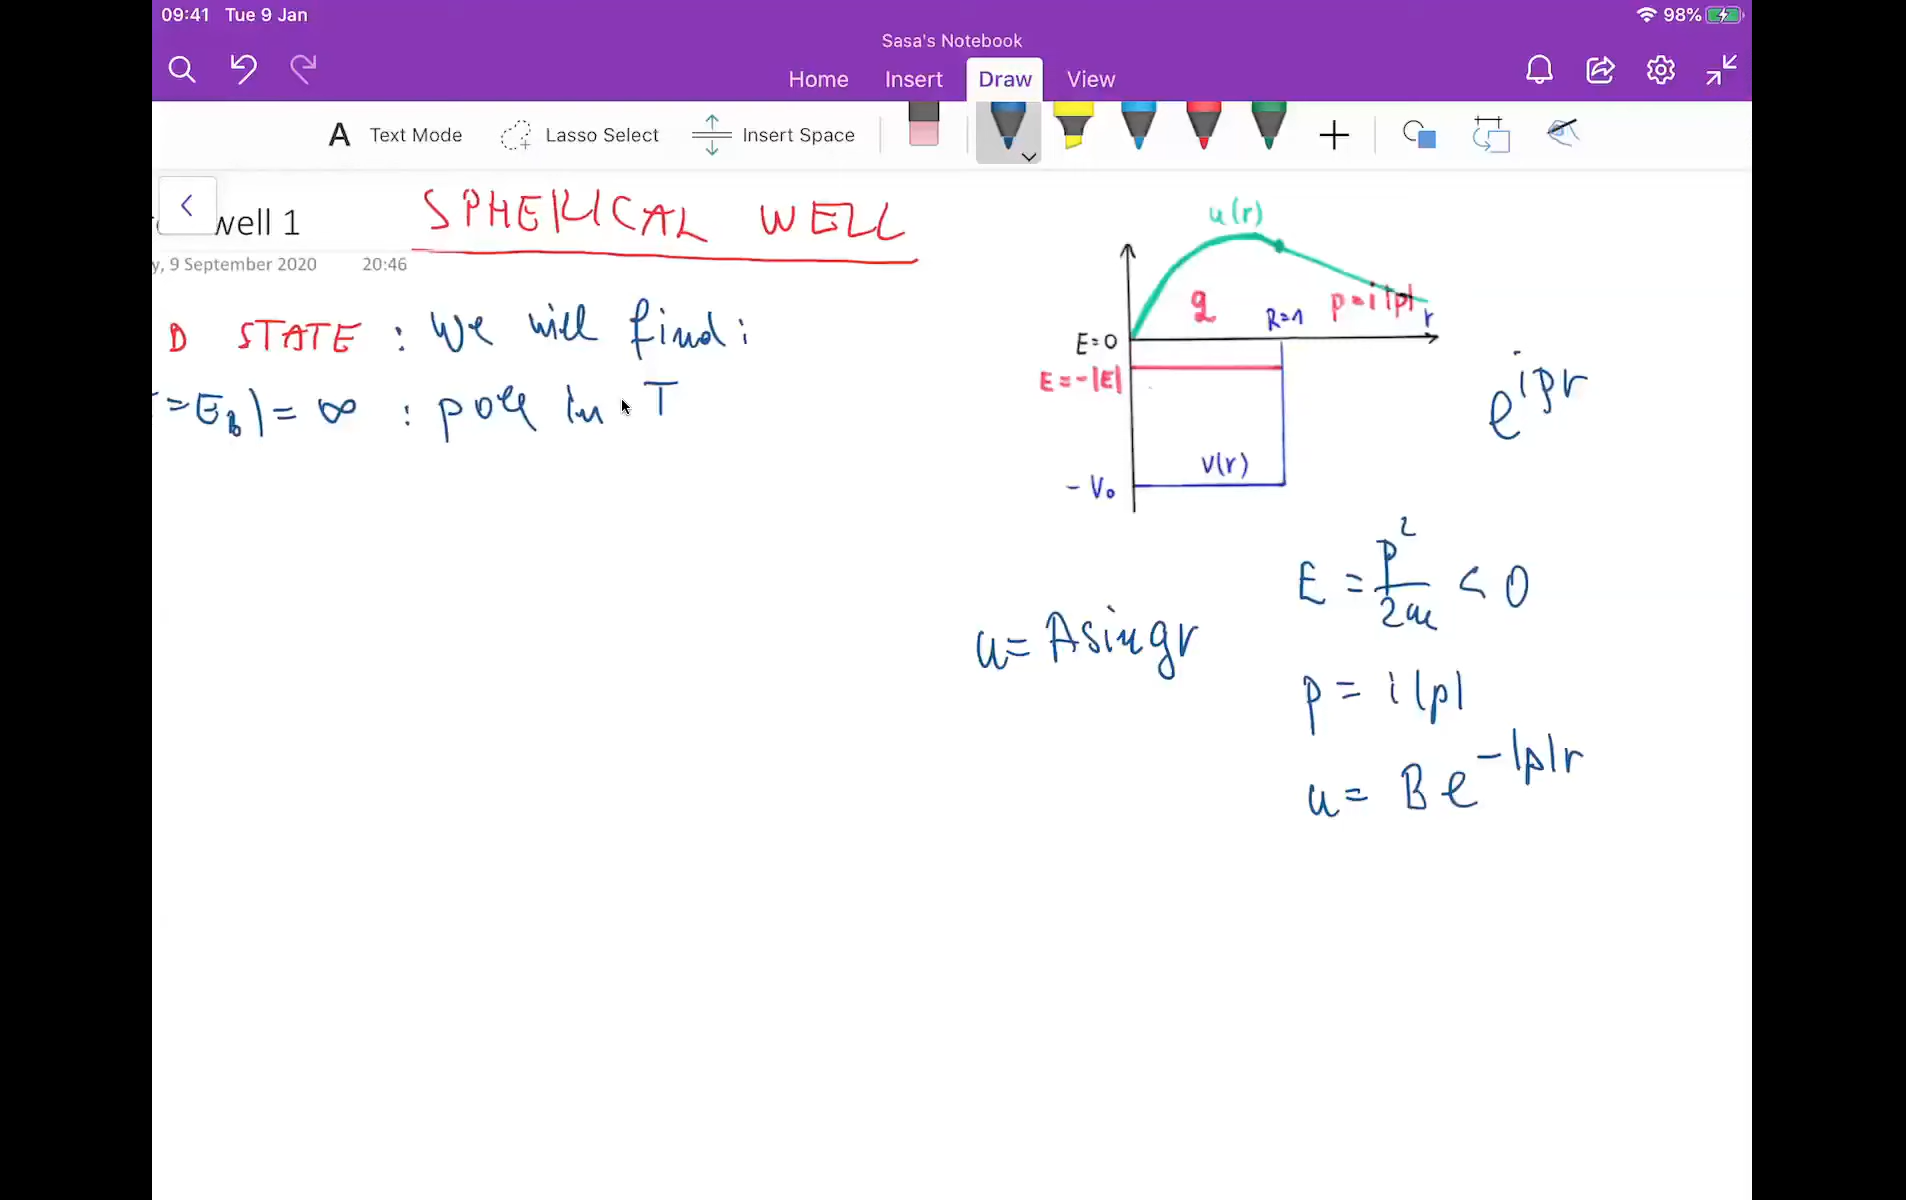 09:41 Tue 9 Jan
98%
Sasa's Notebook
Home Insert Draw View
Text Mode Lasso Select Insert Space
well 1
SPHERICAL WELL
y, 9 September 2020 20:46
D STATE : We will find :
= E_b) = ∞ : pole in T
u(r)
q
R=1
p=i|p|
r
E=0
E=-|E|
V(r)
- V₀
e^{ipr}
E = p²/2m < 0
u = A sin qr
p = i|p|
u = B e^{-|p|r}